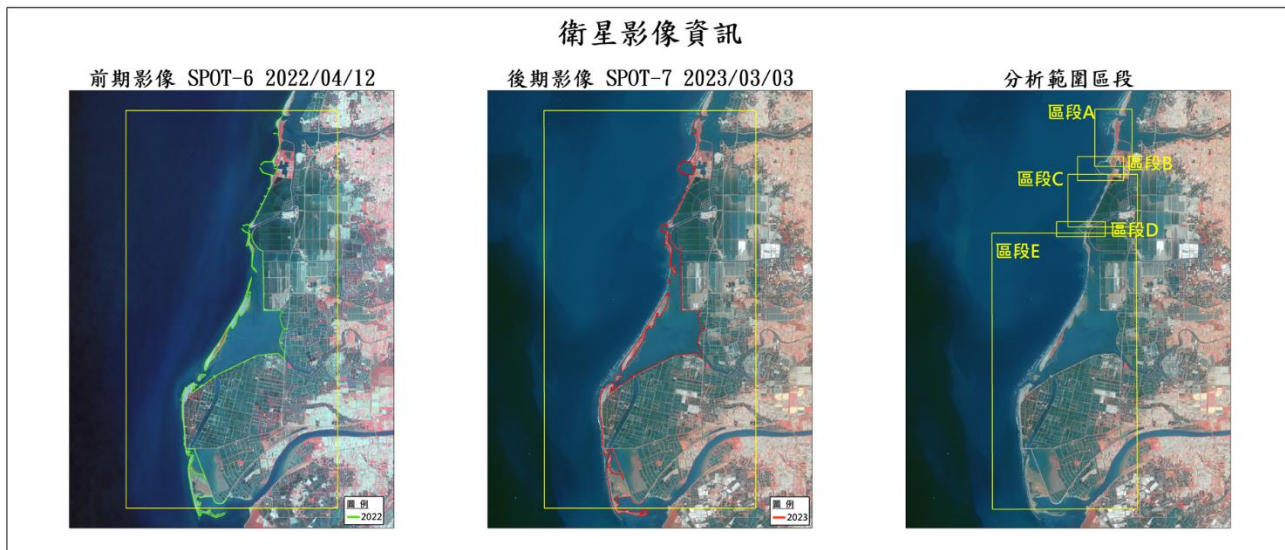 衛星影像資訊
前期影像 SPOT-6 2022/04/12
後期影像 SPOT-7 2023/03/03
分析範圍區段
區段A
區段B
區段C
區段D
區段E
圖 例
2022
圖 例
2023